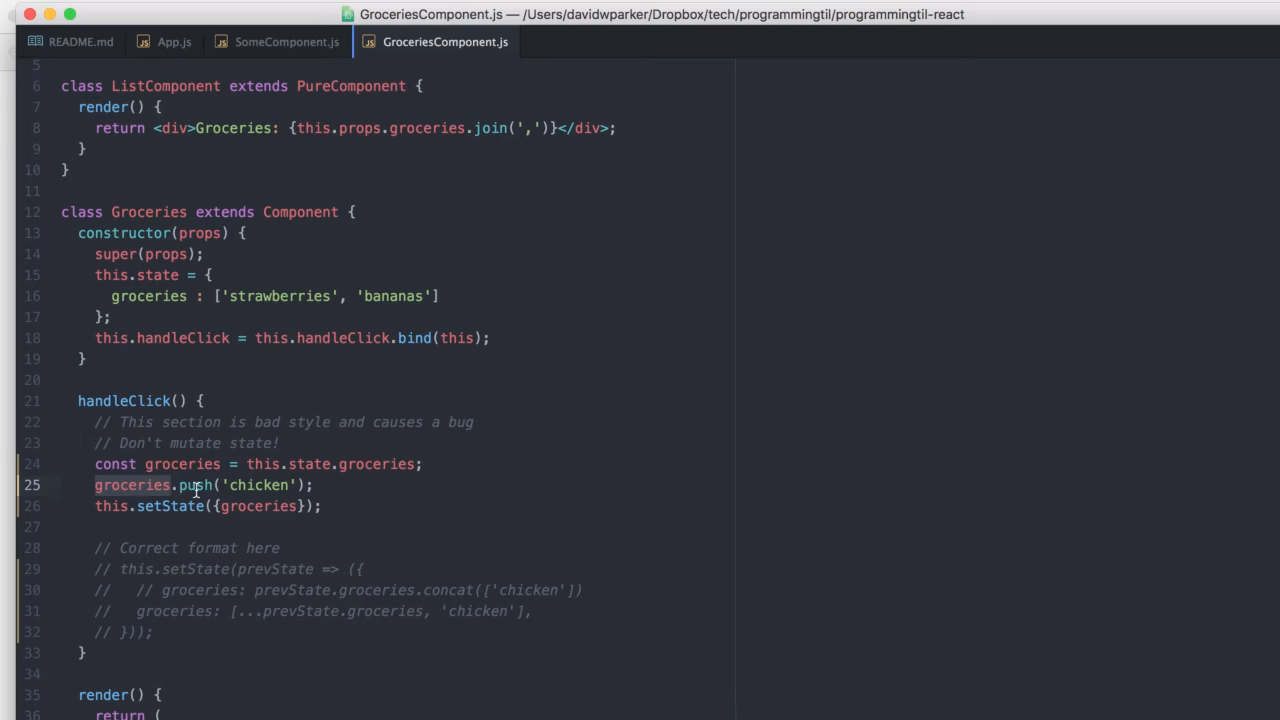 GroceriesComponent.js — /Users/davidwparker/Dropbox/tech/programmingtil/programmingtil-react
README.md App.js SomeComponent.js GroceriesComponent.js
5
6 class ListComponent extends PureComponent {
7 render() {
8 return <div>Groceries: {this.props.groceries.join(',')}</div>;
9 }
10 }
11
12 class Groceries extends Component {
13 constructor(props) {
14 super(props);
15 this.state = {
16 groceries : ['strawberries', 'bananas']
17 };
18 this.handleClick = this.handleClick.bind(this);
19 }
20
21 handleClick() {
22 // This section is bad style and causes a bug
23 // Don't mutate state!
24 const groceries = this.state.groceries;
25 groceries.push('chicken');
26 this.setState({groceries});
27
28 // Correct format here
29 // this.setState(prevState => ({
30 // // groceries: prevState.groceries.concat(['chicken'])
31 // groceries: [...prevState.groceries, 'chicken'],
32 // }));
33 }
34
35 render() {
36 return (